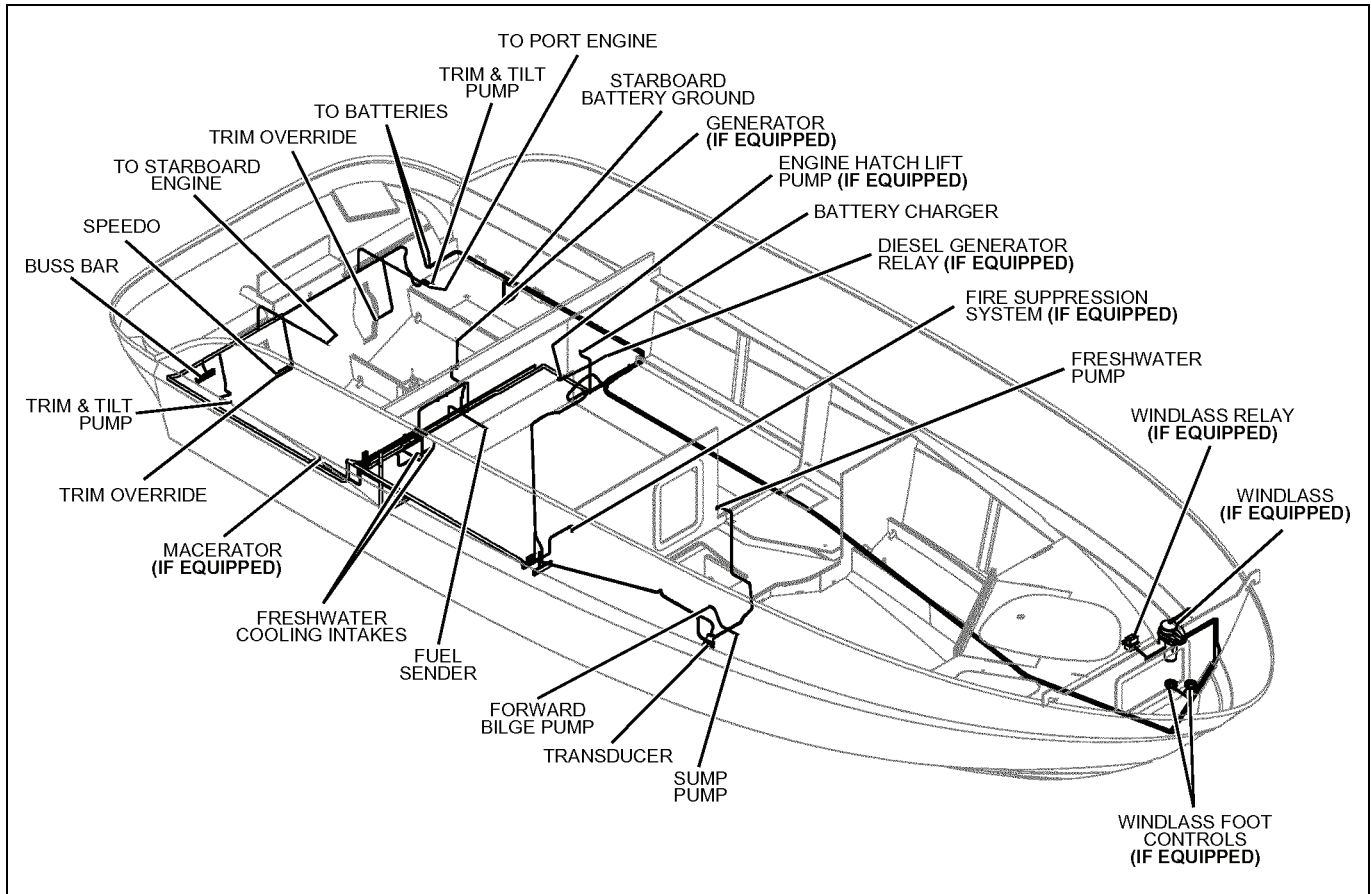 TO PORT ENGINE
TRIM & TILT
PUMP
STARBOARD
BATTERY GROUND
TO BATTERIES
GENERATOR
(IF EQUIPPED)
TRIM OVERRIDE
ENGINE HATCH LIFT
PUMP (IF EQUIPPED)
TO STARBOARD
ENGINE
BATTERY CHARGER
SPEEDO
DIESEL GENERATOR
RELAY (IF EQUIPPED)
BUSS BAR
FIRE SUPPRESSION
SYSTEM (IF EQUIPPED)
FRESHWATER
PUMP
TRIM & TILT
PUMP
WINDLASS RELAY
(IF EQUIPPED)
TRIM OVERRIDE
WINDLASS
(IF EQUIPPED)
MACERATOR
(IF EQUIPPED)
FRESHWATER
COOLING INTAKES
FUEL
SENDER
FORWARD
BILGE PUMP
TRANSDUCER
SUMP
PUMP
WINDLASS FOOT
CONTROLS
(IF EQUIPPED)